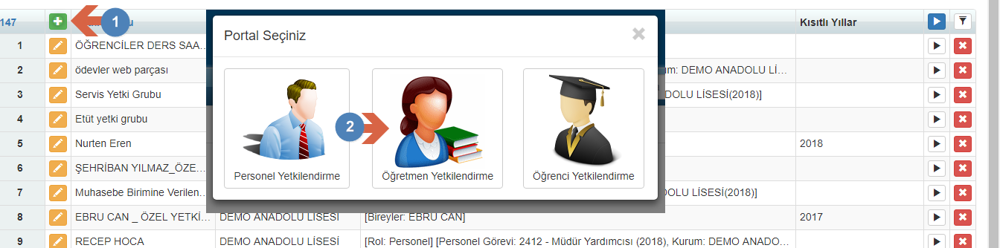 147 1 Kısıtlı Yıllar
Portal Seçiniz
1 ÖĞRENCİLER DERS SAA...
2 ödevler web parçası DEMO ANADOLU Lİ...
3 Servis Yetki Grubu LİSESİ(2018)]
4 Etüt yetki grubu
2
5 Nurten Eren 2018
6 ŞEHRİBAN YILMAZ_ÖZE...
Personel Yetkilendirme Öğretmen Yetkilendirme Öğrenci Yetkilendirme
7 Muhasebe Birimine Verilen... LİSESİ(2018)]
8 EBRU CAN _ ÖZEL YETKİ... DEMO ANADOLU LİSESİ [Bireyler: EBRU CAN] 2017
9 RECEP HOCA DEMO ANADOLU LİSESİ [Rol: Personel] [Personel Görevi: 2412 - Müdür Yardımcısı (2018), Kurum: DEMO ANADO...